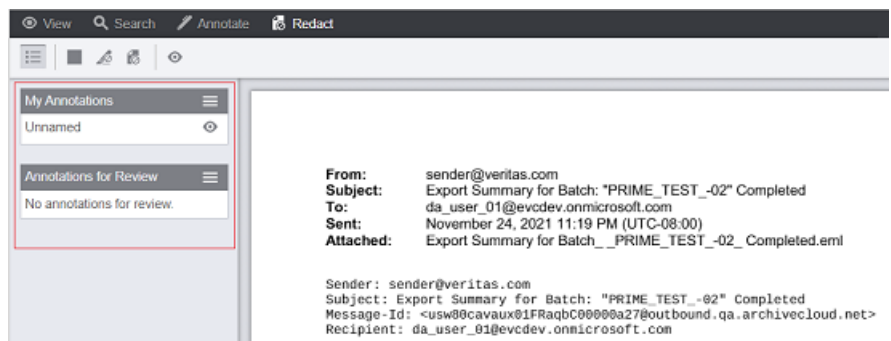 View Search Annotate Redact
My Annotations
Unnamed
Annotations for Review
No annotations for review.
From: sender@veritas.com
Subject: Export Summary for Batch: "PRIME_TEST_-02" Completed
To: da_user_01@evcdev.onmicrosoft.com
Sent: November 24, 2021 11:19 PM (UTC-08:00)
Attached: Export Summary for Batch_ _PRIME_TEST_-02_ Completed.eml
Sender: sender@veritas.com
Subject: Export Summary for Batch: "PRIME_TEST_-02" Completed
Message-Id: <usw80cavaux01FRaqbC00000a27@outbound.qa.archivecloud.net>
Recipient: da_user_01@evcdev.onmicrosoft.com